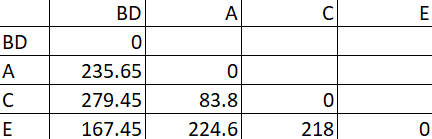 BD A C E
BD 0
A 235.65 0
C 279.45 83.8 0
E 167.45 224.6 218 0